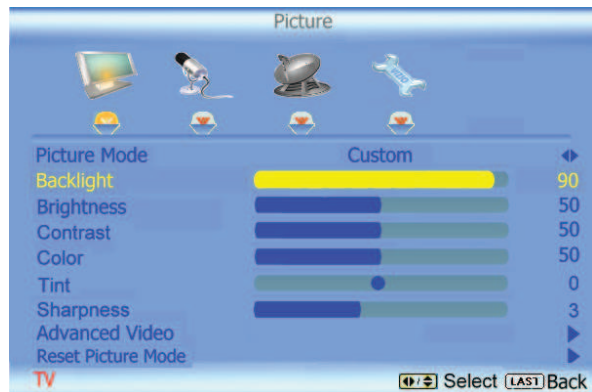 Picture
Picture Mode Custom
Backlight 90
Brightness 50
Contrast 50
Color 50
Tint 0
Sharpness 3
Advanced Video
Reset Picture Mode
TV Select LAST Back